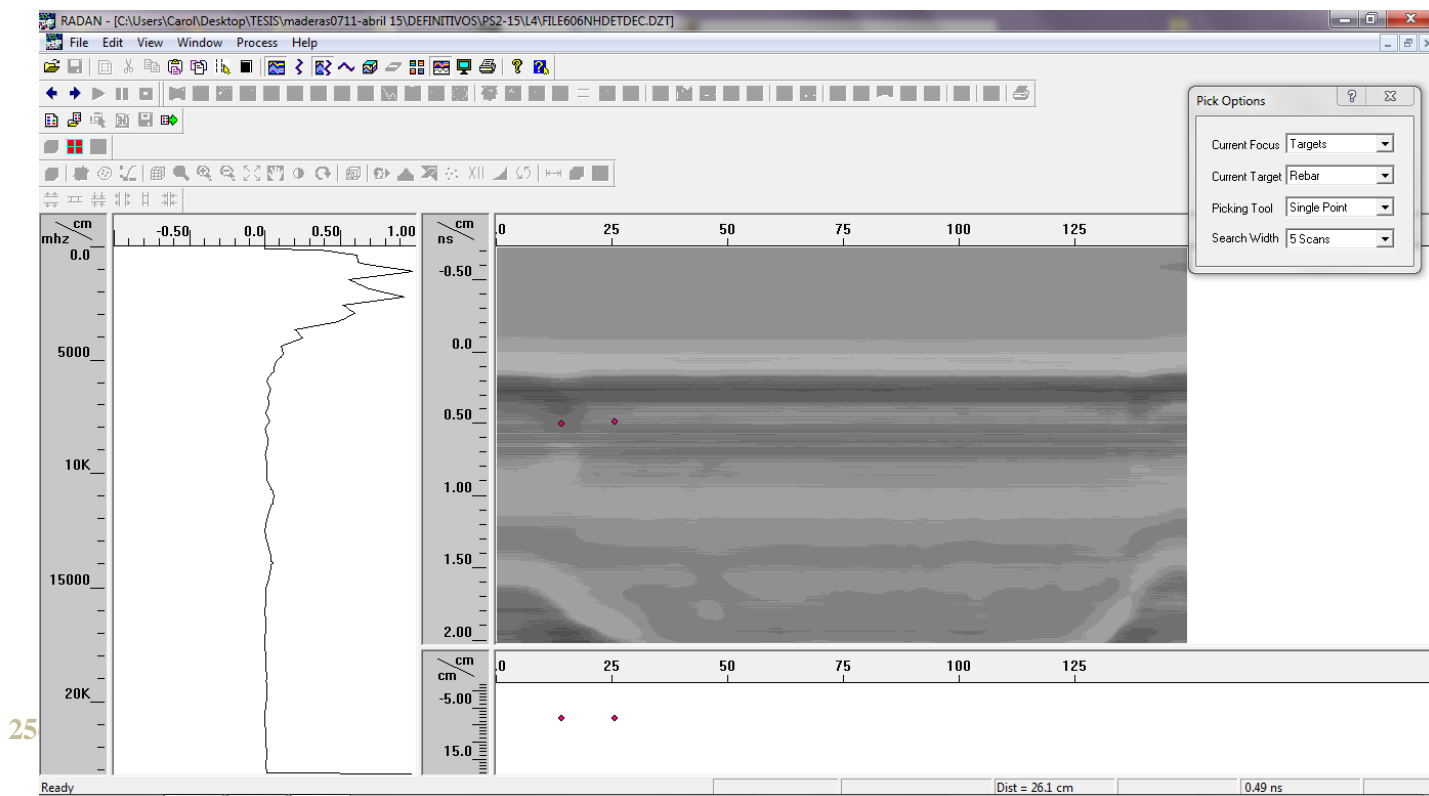 RADAN - [C:\Users\Carol\Desktop\TESIS\maderas0711-abril 15\DEFINITIVOS\PS2-15\L4\FILE606NHDETDEC.DZT]
File Edit View Window Process Help
Pick Options
Current Focus Targets
Current Target Rebar
Picking Tool Single Point
Search Width 5 Scans
XII
cm
mhz
-0.50 0.0 0.50 1.00
cm
ns
.0 25 50 75 100 125
0.0
5000
10K
15000
20K
-0.50
0.0
0.50
1.00
1.50
2.00
cm
cm
.0 25 50 75 100 125
-5.00
15.0
25
Ready
Dist = 26.1 cm
0.49 ns